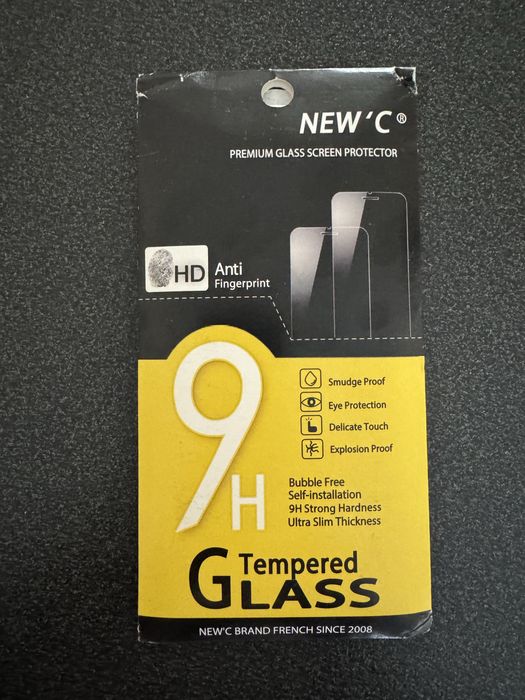 NEW‘C®
PREMIUM GLASS SCREEN PROTECTOR
HD
Anti
Fingerprint
Smudge Proof
Eye Protection
Delicate Touch
Explosion Proof
9H
Bubble Free
Self-installation
9H Strong Hardness
Ultra Slim Thickness
Tempered
GLASS
NEW'C BRAND FRENCH SINCE 2008